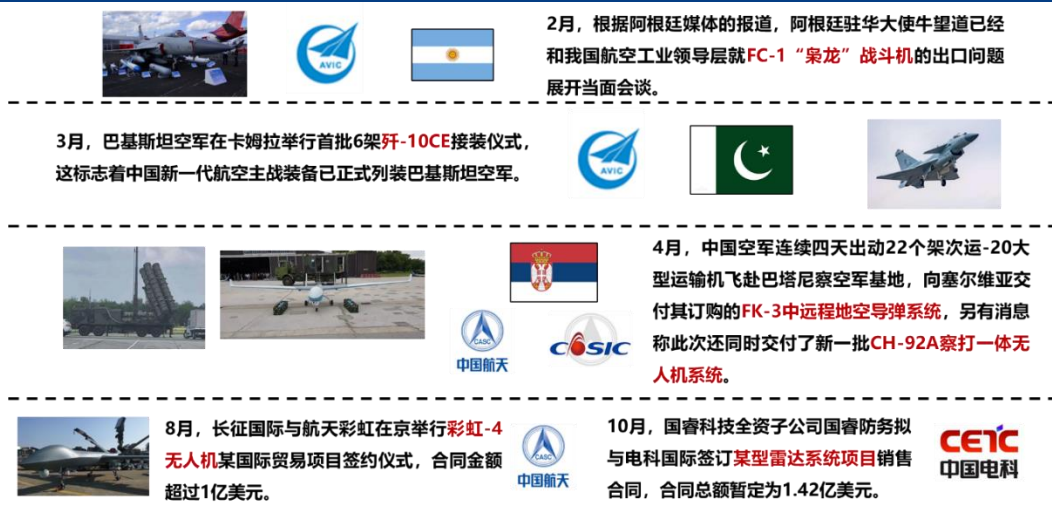 2月，根据阿根廷媒体的报道，阿根廷驻华大使牛望道已经
和我国航空工业领导层就FC-1“枭龙”战斗机的出口问题
展开当面会谈。
AVIC
3月，巴基斯坦空军在卡姆拉举行首批6架歼-10CE接装仪式，
这标志着中国新一代航空主战装备已正式列装巴基斯坦空军。
AVIC
4月，中国空军连续四天出动22个架次运-20大
型运输机飞赴巴塔尼察空军基地，向塞尔维亚交
付其订购的FK-3中远程地空导弹系统，另有消息
称此次还同时交付了新一批CH-92A察打一体无
人机系统。
CASC
中国航天
CASIC
8月，长征国际与航天彩虹在京举行彩虹-4
无人机某国际贸易项目签约仪式，合同金额
超过1亿美元。
CASC
中国航天
10月，国睿科技全资子公司国睿防务拟
与电科国际签订某型雷达系统项目销售
合同，合同总额暂定为1.42亿美元。
CETC
中国电科